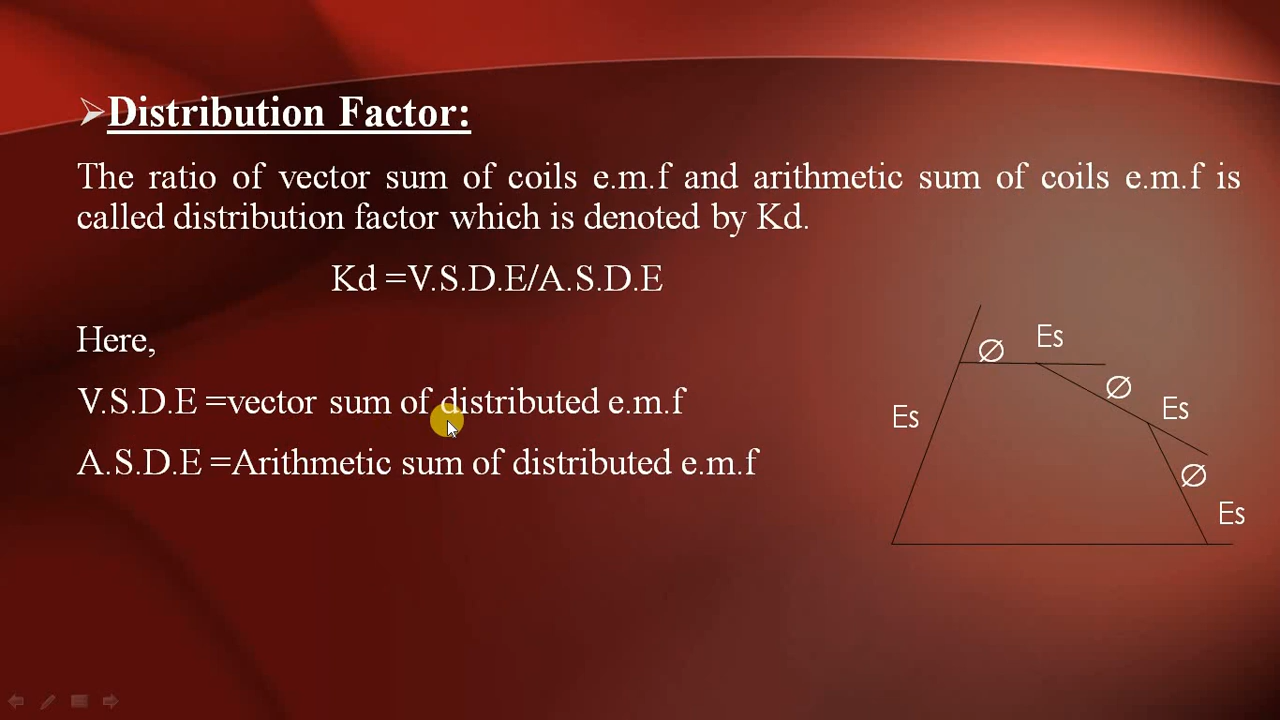 Distribution Factor:
The ratio of vector sum of coils e.m.f and arithmetic sum of coils e.m.f is
called distribution factor which is denoted by Kd.
Kd =V.S.D.E/A.S.D.E
Here,
V.S.D.E =vector sum of distributed e.m.f
A.S.D.E =Arithmetic sum of distributed e.m.f
∅ Es
∅
Es Es
∅
Es